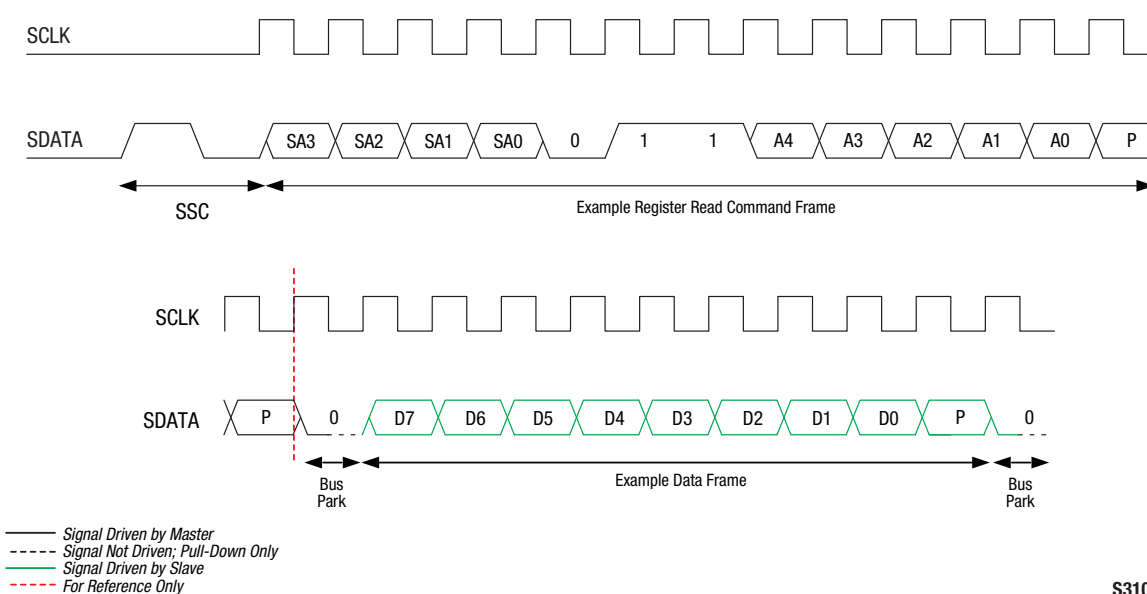 SCLK
SDATA SA3 SA2 SA1 SA0 0 1 1 A4 A3 A2 A1 A0 P
SSC
Example Register Read Command Frame
SCLK
SDATA P 0 D7 D6 D5 D4 D3 D2 D1 D0 P 0
Bus Park
Example Data Frame
Bus Park
Signal Driven by Master
Signal Not Driven; Pull-Down Only
Signal Driven by Slave
For Reference Only
S310